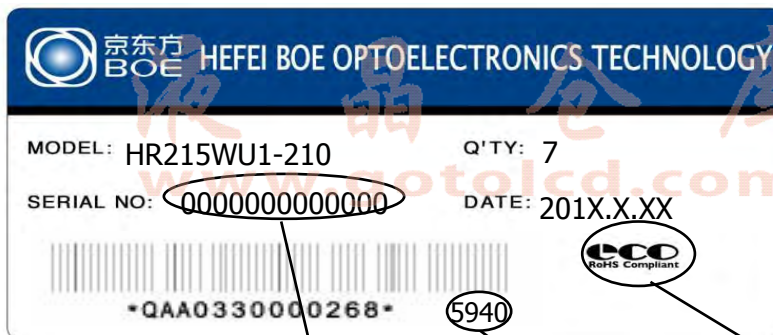 京东方
BOE HEFEI BOE OPTOELECTRONICS TECHNOLOGY
液晶仓库
MODEL: HR215WU1-210 Q'TY: 7
www.gotolcd.com
SERIAL NO: 0000000000000 DATE: 201X.X.XX
eco
RoHS Compliant
*QAA0330000268*
5940